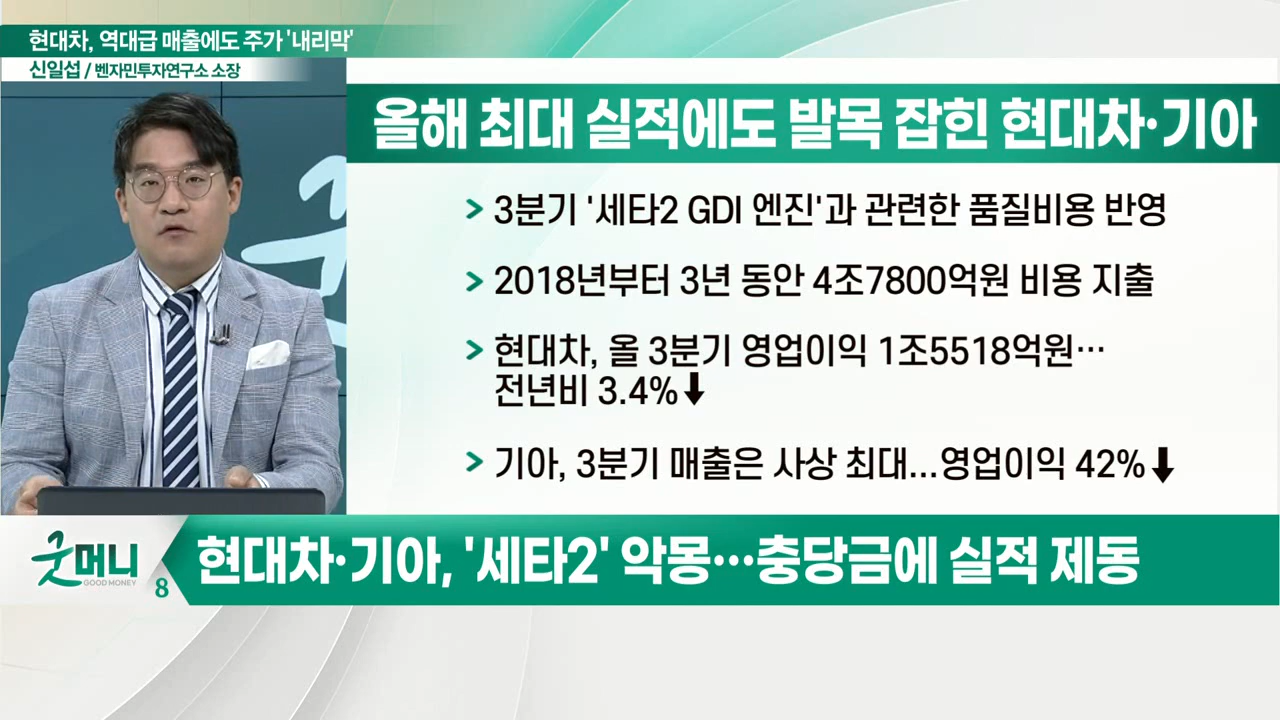 현대차, 역대급 매출에도 주가 '내리막'
신일섭 / 벤자민투자연구소 소장
올해 최대 실적에도 발목 잡힌 현대차·기아
> 3분기 '세타2 GDI 엔진'과 관련한 품질비용 반영
> 2018년부터 3년 동안 4조7800억원 비용 지출
> 현대차, 올 3분기 영업이익 1조5518억원…
전년비 3.4%⬇
> 기아, 3분기 매출은 사상 최대...영업이익 42%⬇
굿머니
GOOD MONEY
8
현대차·기아, '세타2' 악몽…충당금에 실적 제동